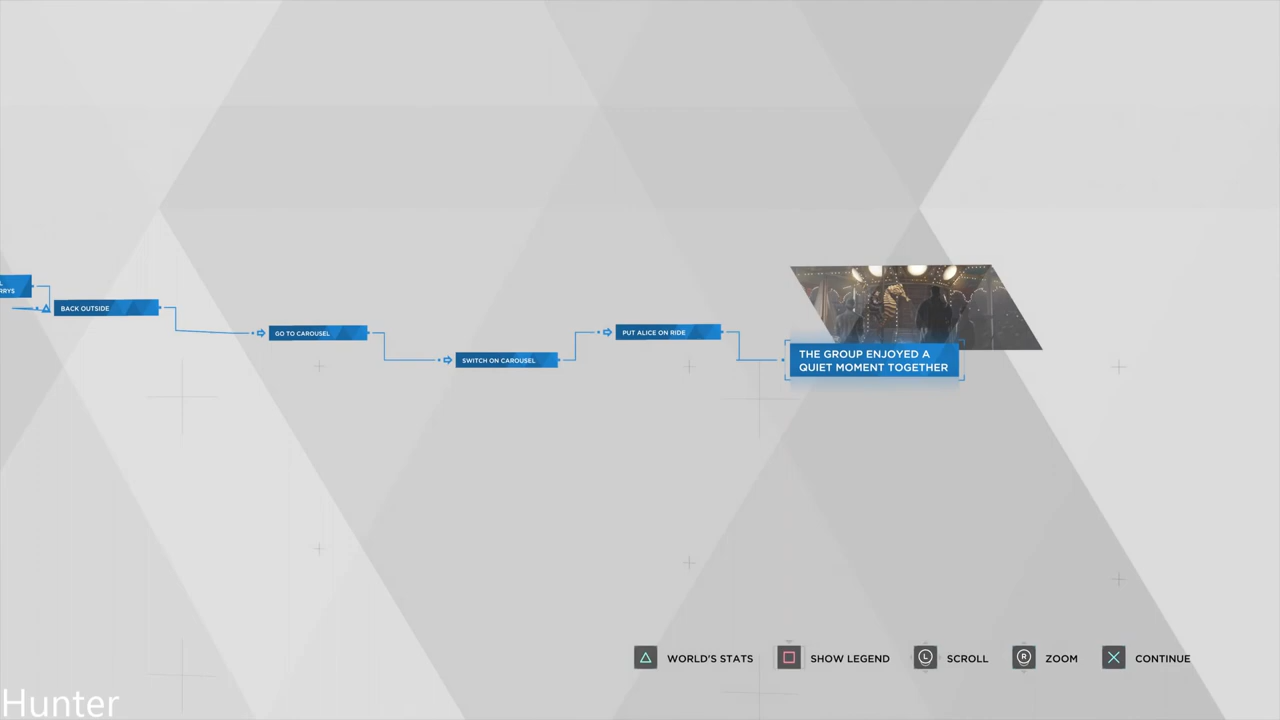 L
RRYS
BACK OUTSIDE
GO TO CAROUSEL
SWITCH ON CAROUSEL
PUT ALICE ON RIDE
THE GROUP ENJOYED A
QUIET MOMENT TOGETHER
WORLD'S STATS
SHOW LEGEND
L
SCROLL
R
ZOOM
CONTINUE
Hunter